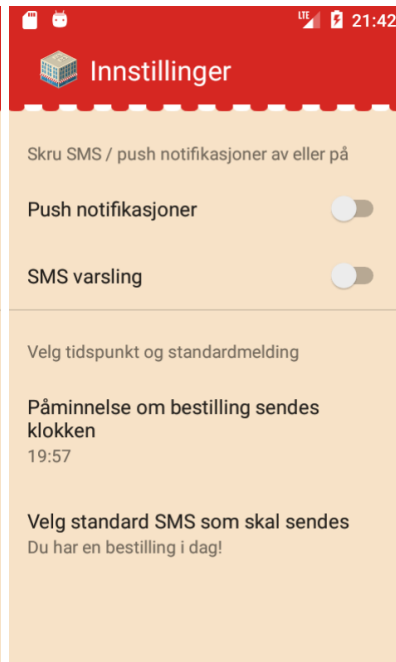 LTE 21:42
Innstillinger
Skru SMS / push notifikasjoner av eller på
Push notifikasjoner
SMS varsling
Velg tidspunkt og standardmelding
Påminnelse om bestilling sendes
klokken
19:57
Velg standard SMS som skal sendes
Du har en bestilling i dag!